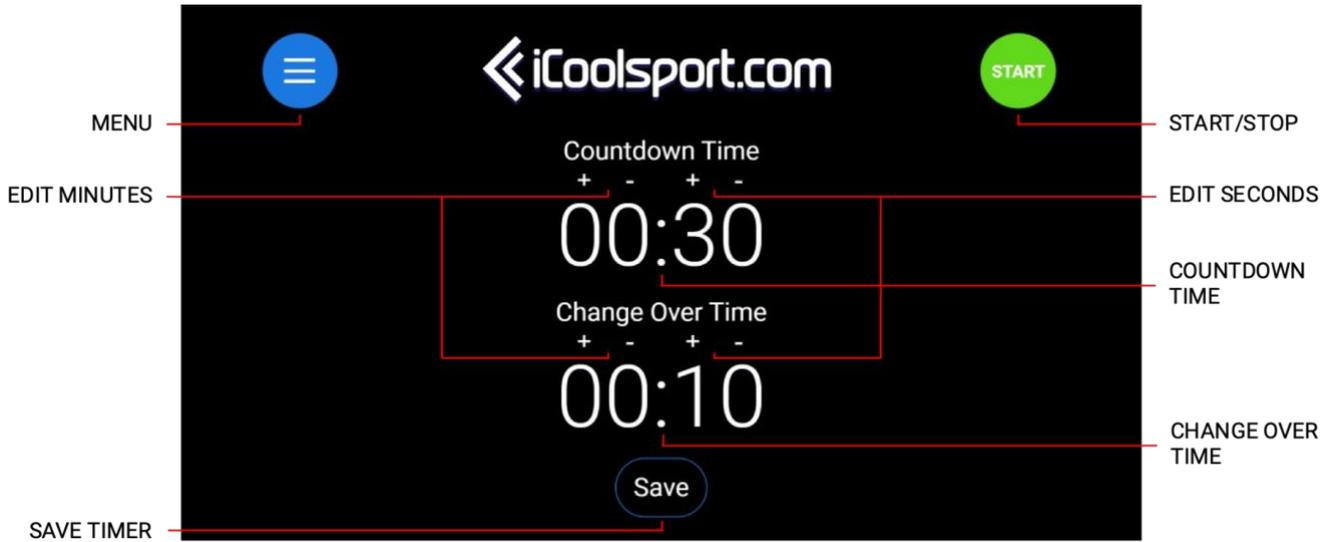 iCoolsport.com
START
MENU
START/STOP
Countdown Time
+ - + -
EDIT MINUTES
EDIT SECONDS
00:30
COUNTDOWN
TIME
Change Over Time
+ - + -
00:10
CHANGE OVER
TIME
Save
SAVE TIMER